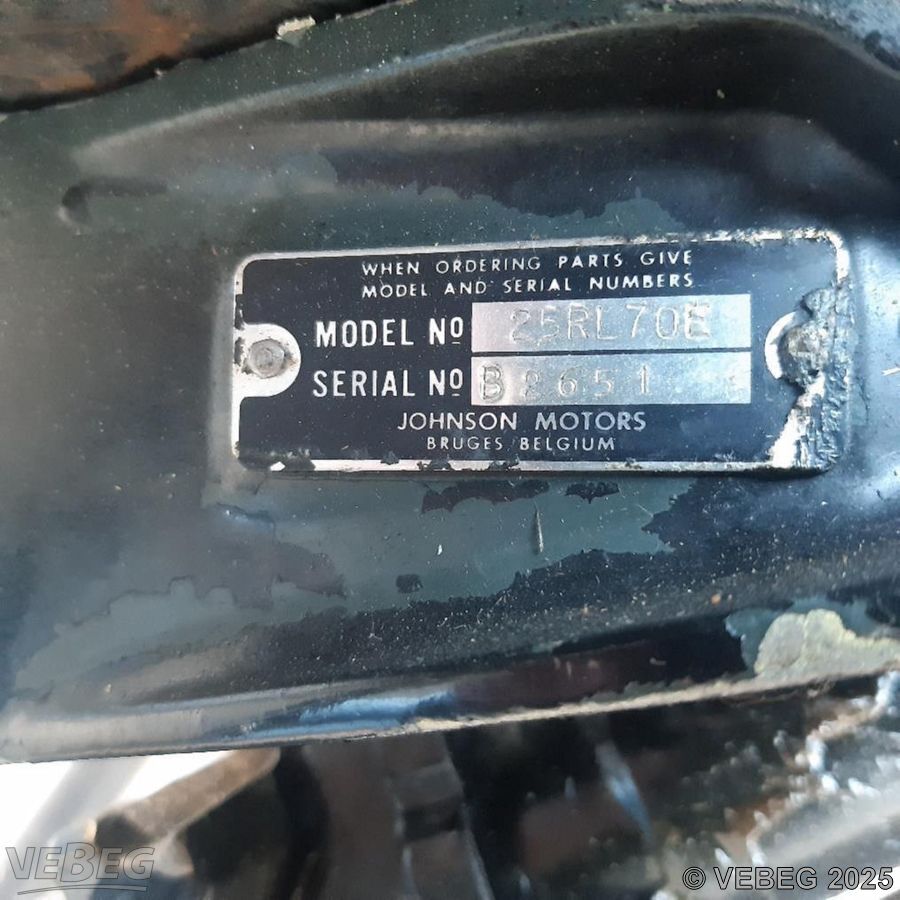 WHEN ORDERING PARTS GIVE
MODEL AND SERIAL NUMBERS
MODEL Nº 25RL70E
SERIAL Nº B2651
JOHNSON MOTORS
BRUGES BELGIUM
VEBEG
© VEBEG 2025